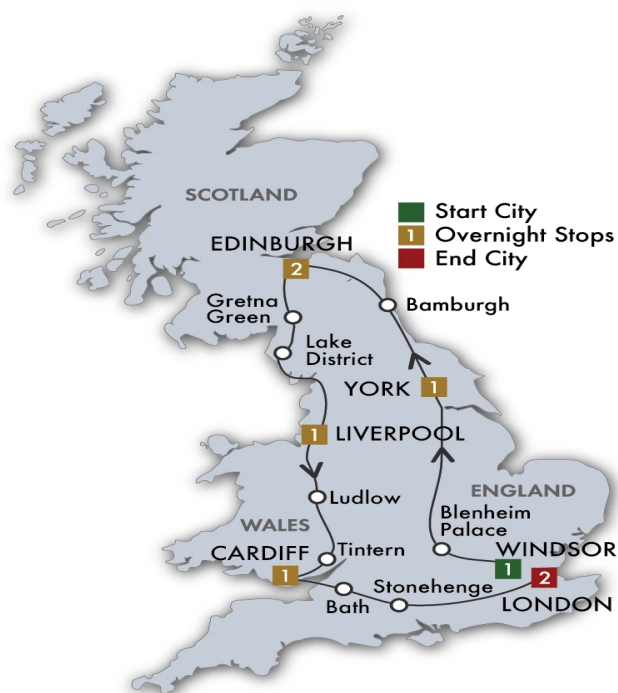 SCOTLAND
Start City
1 Overnight Stops
End City
EDINBURGH
2
Gretna
Green
Bamburgh
Lake
District
YORK 1
1 LIVERPOOL
Ludlow
ENGLAND
WALES
Blenheim
Palace
CARDIFF
1
Tintern
WINDSOR
1
2
Bath
Stonehenge
LONDON